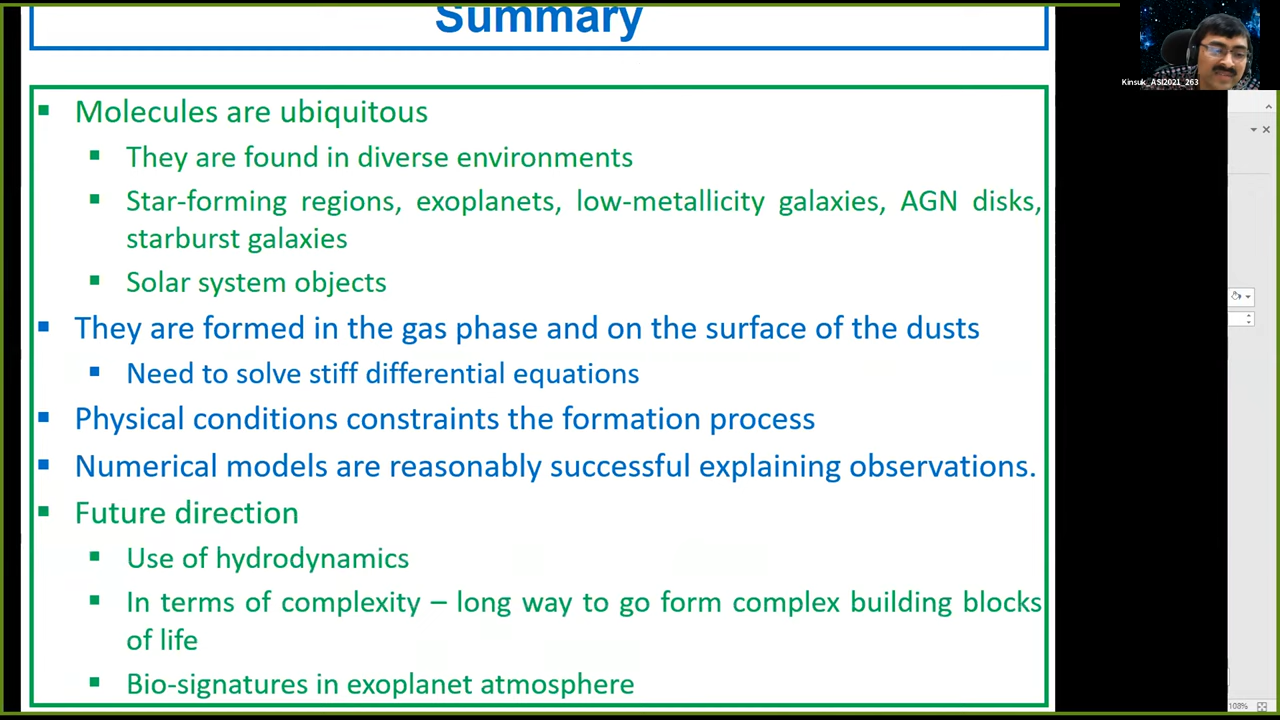 Summary
Kinsuk_ASI2021_263
▪ Molecules are ubiquitous
▪ They are found in diverse environments
▪ Star-forming regions, exoplanets, low-metallicity galaxies, AGN disks,
starburst galaxies
▪ Solar system objects
▪ They are formed in the gas phase and on the surface of the dusts
▪ Need to solve stiff differential equations
▪ Physical conditions constraints the formation process
▪ Numerical models are reasonably successful explaining observations.
▪ Future direction
▪ Use of hydrodynamics
▪ In terms of complexity – long way to go form complex building blocks
of life
▪ Bio-signatures in exoplanet atmosphere
108%